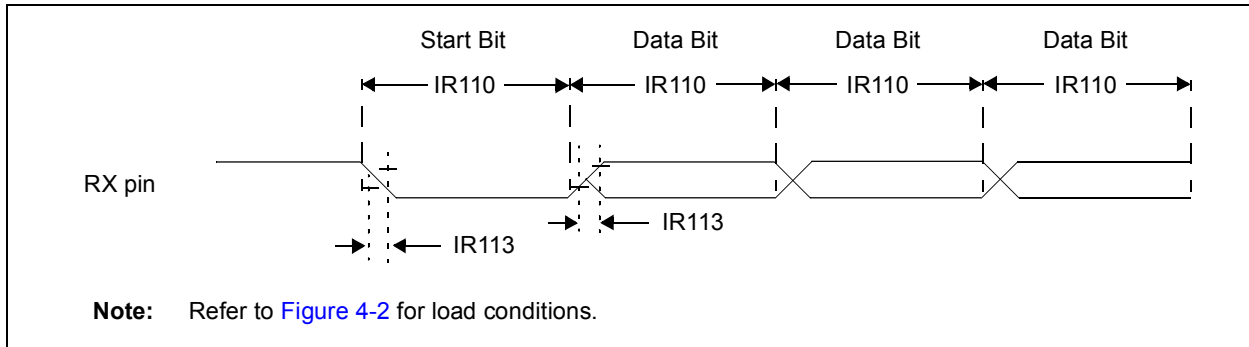 Start Bit Data Bit Data Bit Data Bit
IR110 IR110 IR110 IR110
RX pin
IR113 IR113
Note: Refer to Figure 4-2 for load conditions.